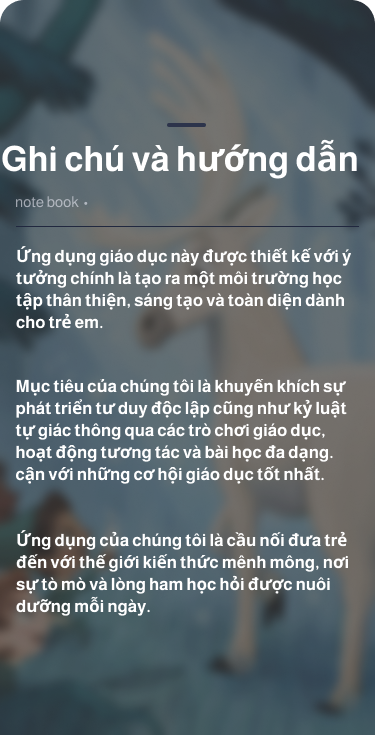 Ghi chú và hướng dẫn
note book •
Ứng dụng giáo dục này được thiết kế với ý
tưởng chính là tạo ra một môi trường học
tập thân thiện, sáng tạo và toàn diện dành
cho trẻ em.
Mục tiêu của chúng tôi là khuyến khích sự
phát triển tư duy độc lập cũng như kỷ luật
tự giác thông qua các trò chơi giáo dục,
hoạt động tương tác và bài học đa dạng.
cận với những cơ hội giáo dục tốt nhất.
Ứng dụng của chúng tôi là cầu nối đưa trẻ
đến với thế giới kiến thức mênh mông, nơi
sự tò mò và lòng ham học hỏi được nuôi
dưỡng mỗi ngày.